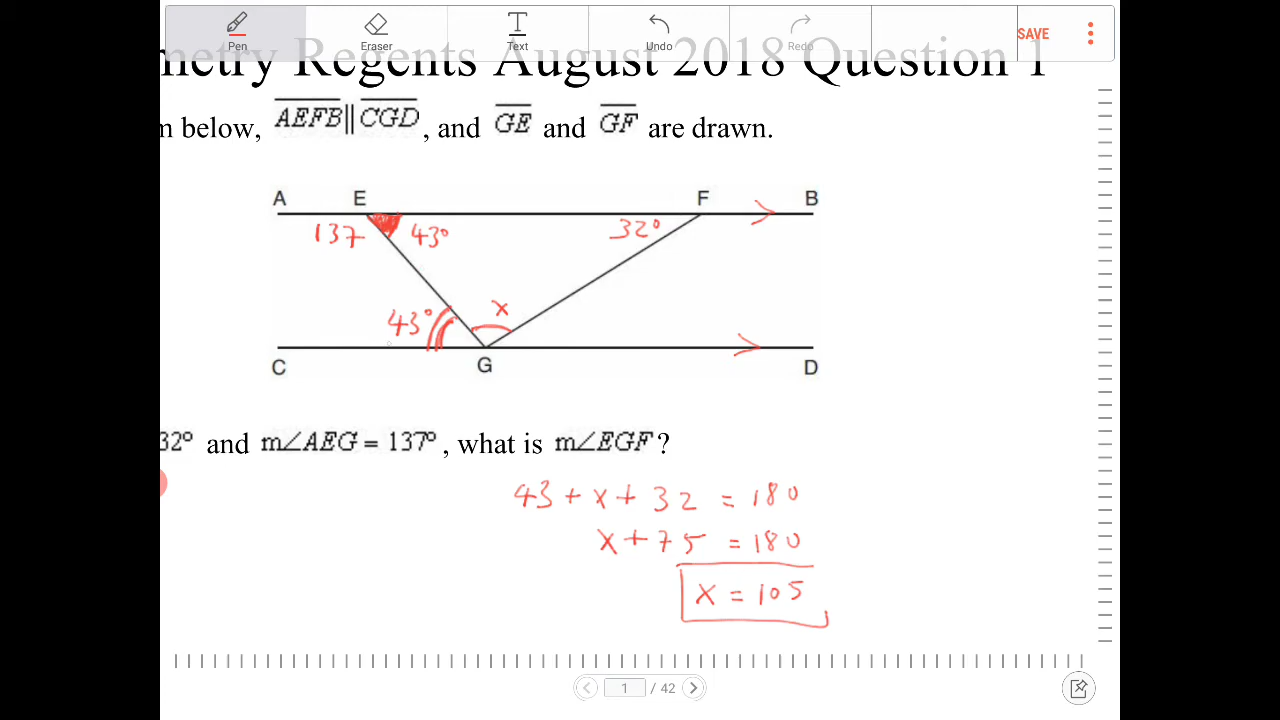 Pen Eraser Text Undo Redo SAVE
metry Regents August 2018 Question 1
m below, AEFB || CGD, and GE and GF are drawn.
A E F B
137 43° 32°
43° x
C G D
32° and m∠AEG = 137°, what is m∠EGF?
43 + x + 32 = 180
x + 75 = 180
x = 105
1 / 42